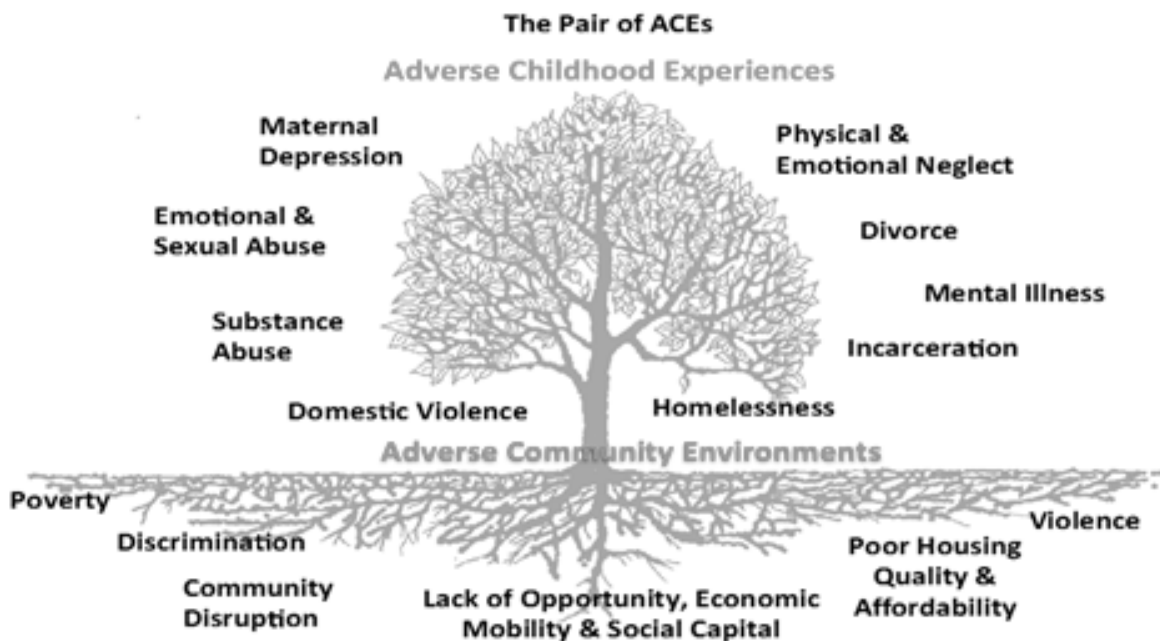 The Pair of ACEs
Adverse Childhood Experiences
Maternal
Depression
Physical &
Emotional Neglect
Emotional &
Sexual Abuse
Divorce
Mental Illness
Substance
Abuse
Incarceration
Domestic Violence
Homelessness
Adverse Community Environments
Poverty
Violence
Discrimination
Poor Housing
Quality &
Affordability
Community
Disruption
Lack of Opportunity, Economic
Mobility & Social Capital